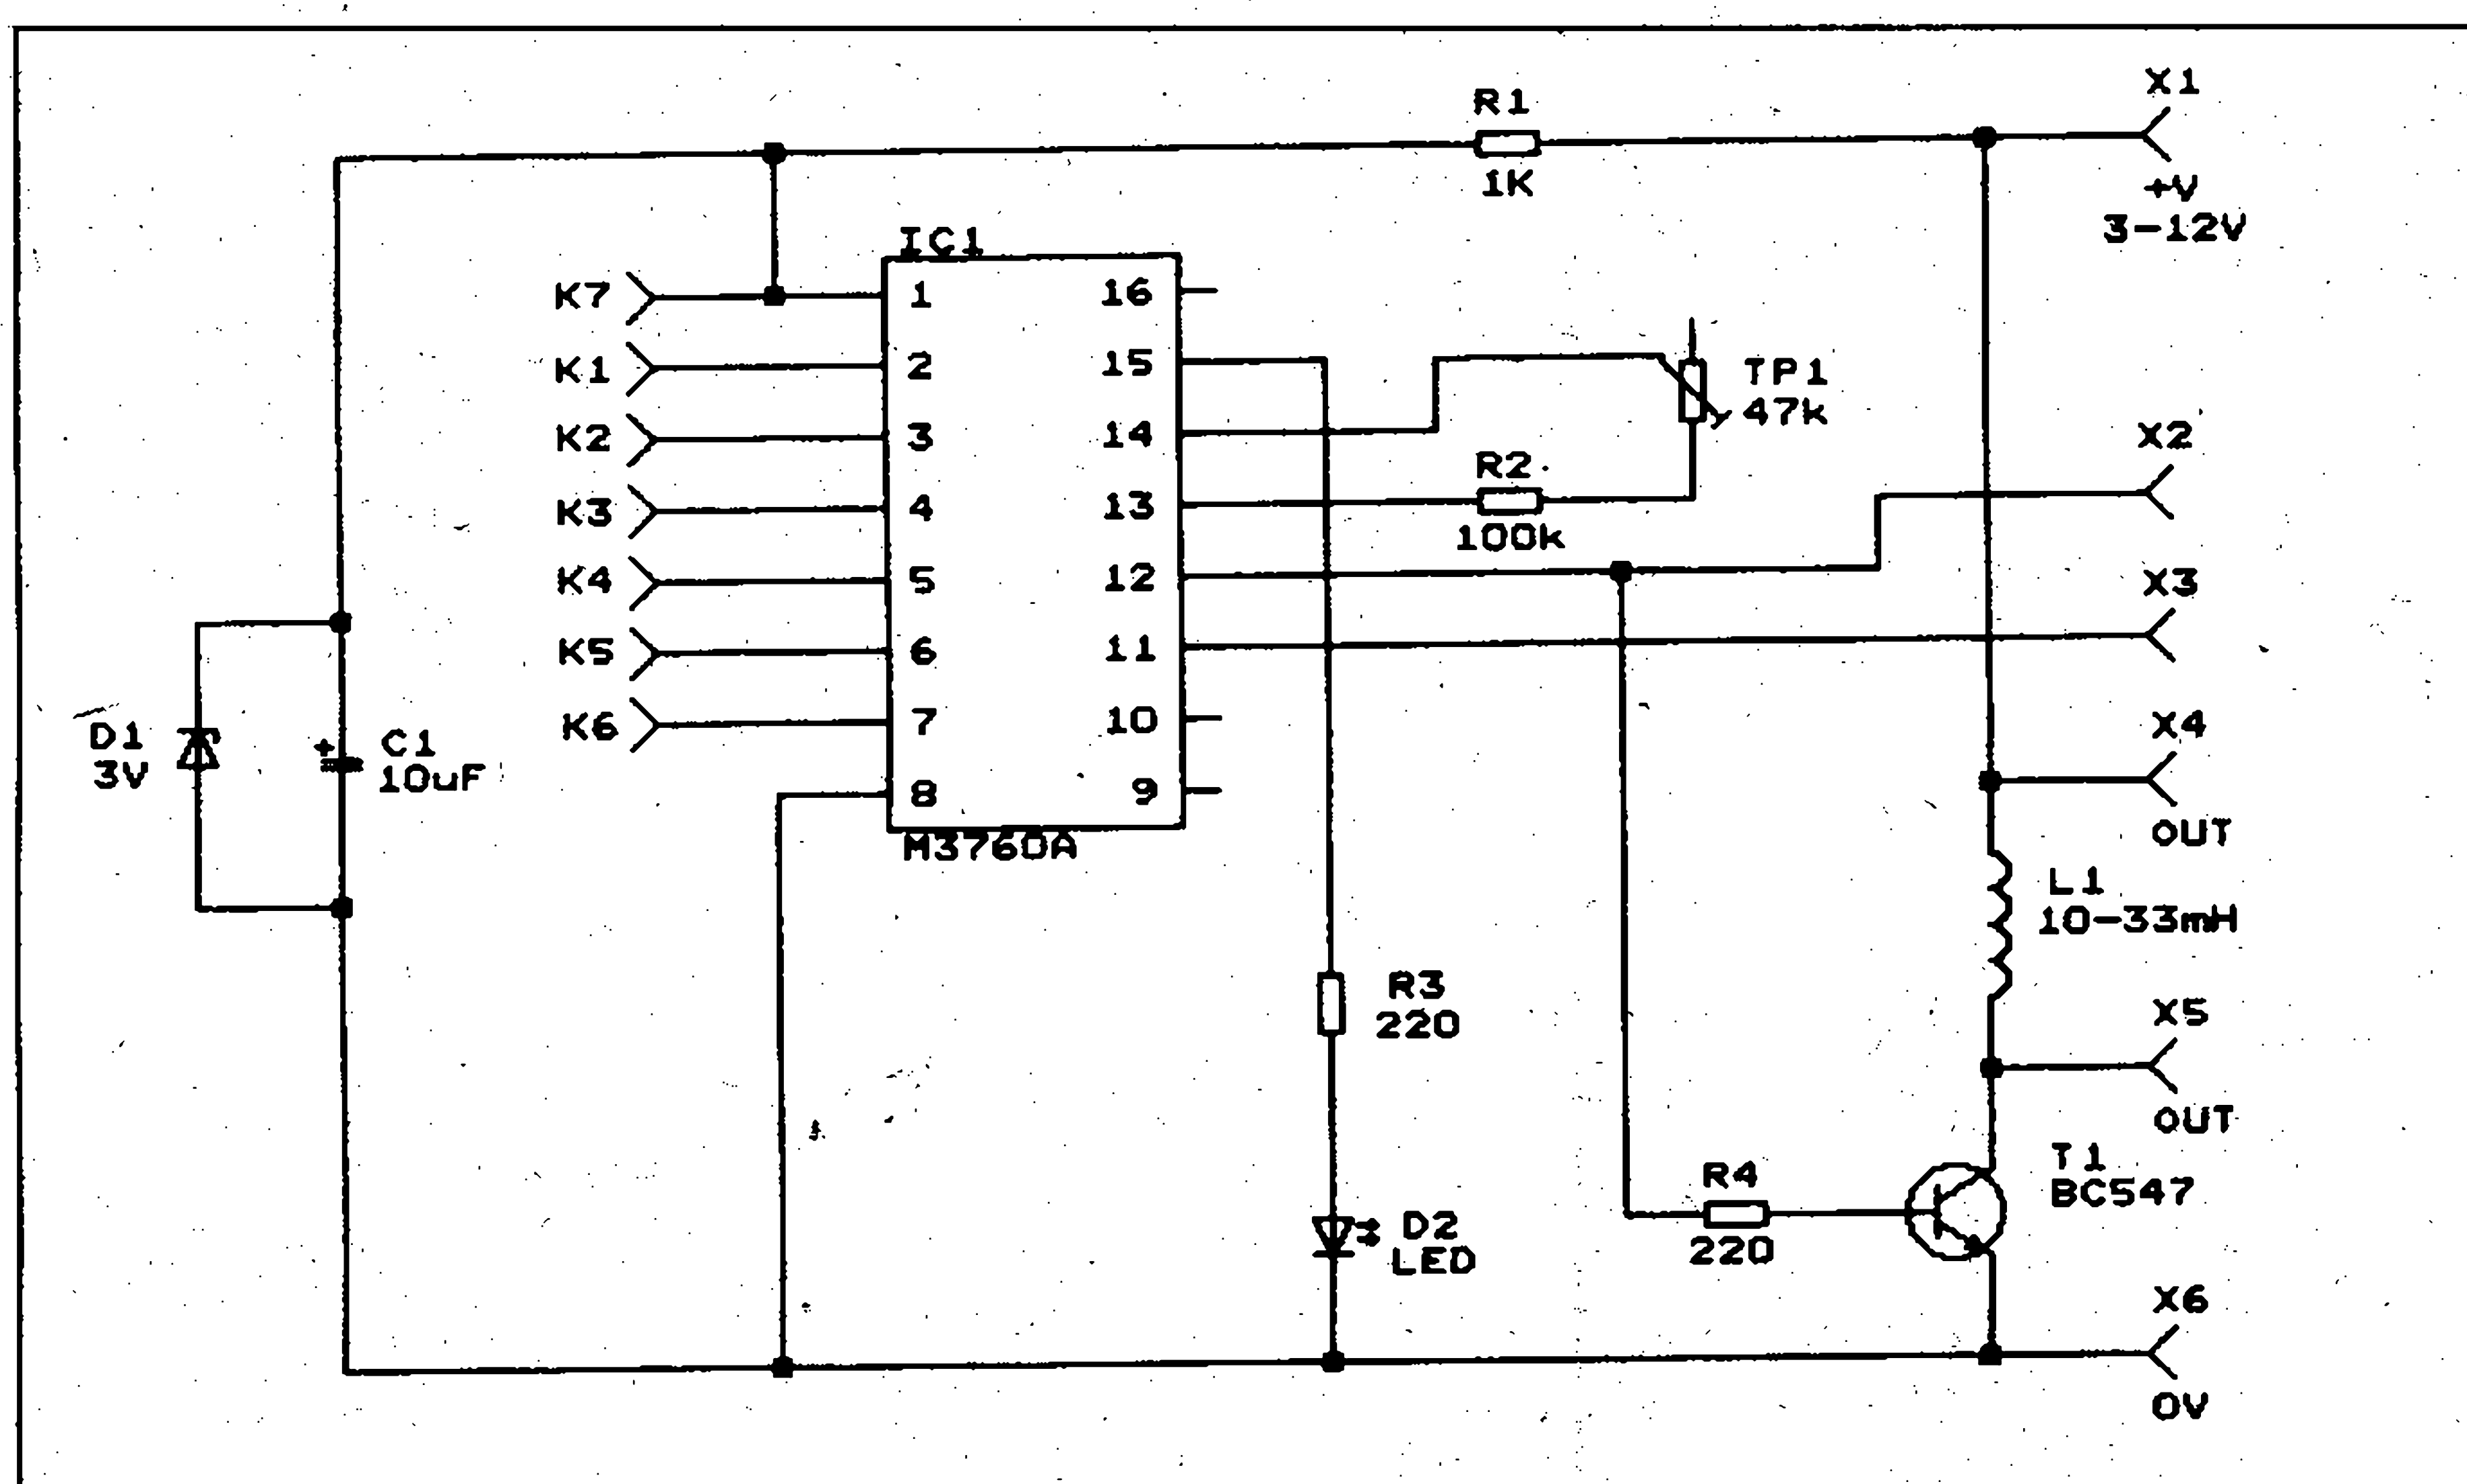 X1
R1
1K
+V
3-12V
IC1
K7
1
16
K1
2
15
TP1
47k
K2
3
14
X2
R2
K3
4
13
100k
K4
5
12
X3
K5
6
11
K6
7
10
X4
D1
3V
+
C1
10uF
8
9
M3760A
OUT
L1
10-33mH
R3
220
X5
OUT
T1
BC547
R4
220
D2
LED
X6
0V